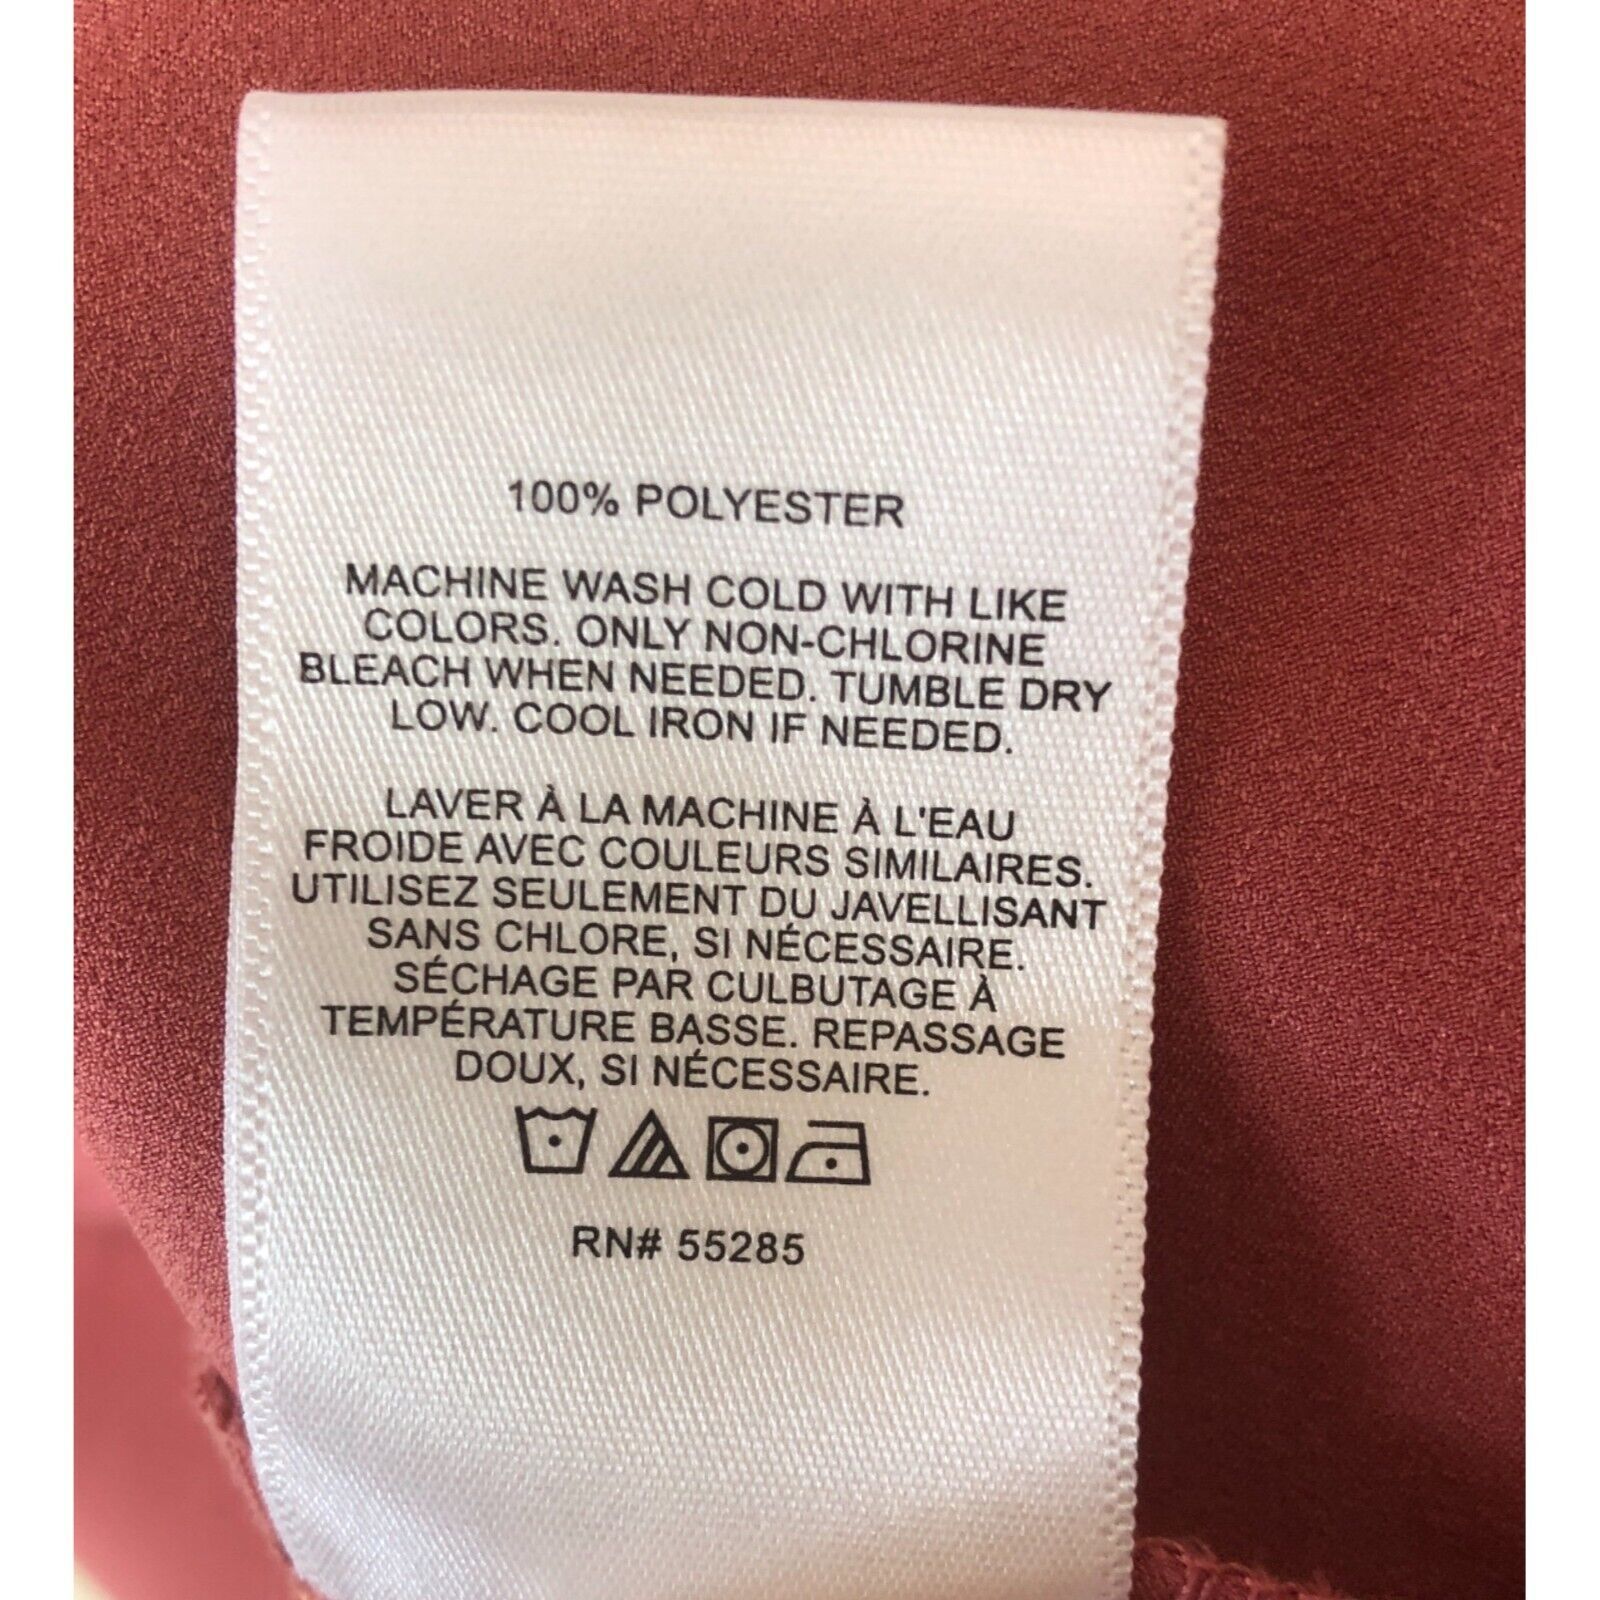 100% POLYESTER
MACHINE WASH COLD WITH LIKE
COLORS. ONLY NON-CHLORINE
BLEACH WHEN NEEDED. TUMBLE DRY
LOW. COOL IRON IF NEEDED.
LAVER À LA MACHINE À L'EAU
FROIDE AVEC COULEURS SIMILAIRES.
UTILISEZ SEULEMENT DU JAVELLISANT
SANS CHLORE, SI NÉCESSAIRE.
SÉCHAGE PAR CULBUTAGE À
TEMPÉRATURE BASSE. REPASSAGE
DOUX, SI NÉCESSAIRE.
RN# 55285